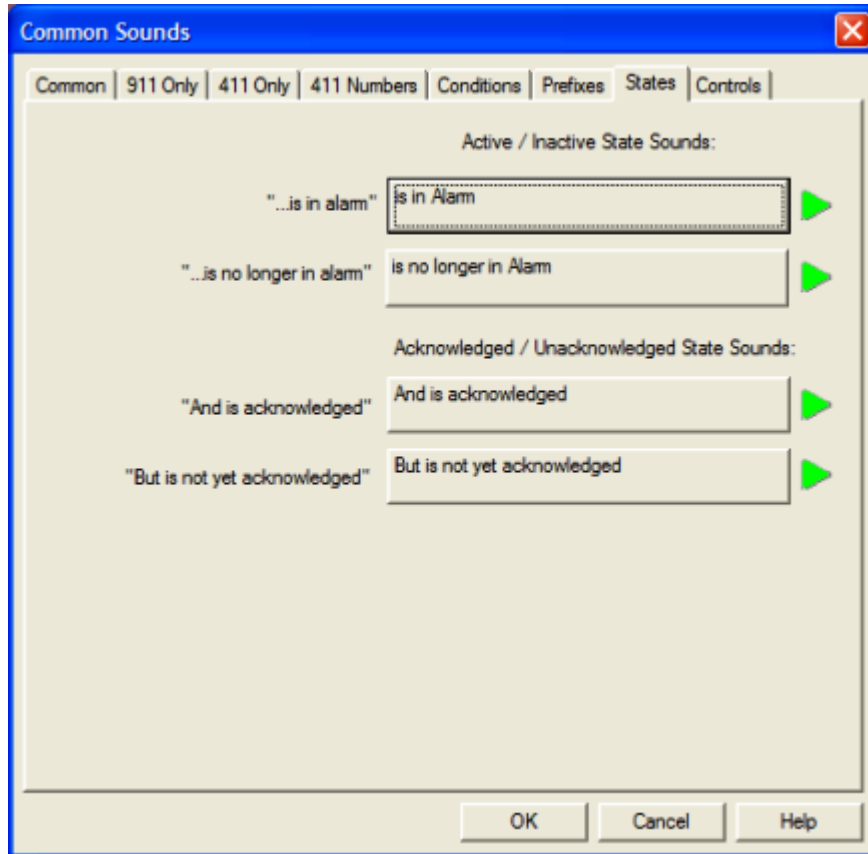 Common Sounds
Common 911 Only 411 Only 411 Numbers Conditions Prefixes States Controls
Active / Inactive State Sounds:
"...is in alarm" is in Alarm
"...is no longer in alarm" is no longer in Alarm
Acknowledged / Unacknowledged State Sounds:
"And is acknowledged" And is acknowledged
"But is not yet acknowledged" But is not yet acknowledged
OK Cancel Help